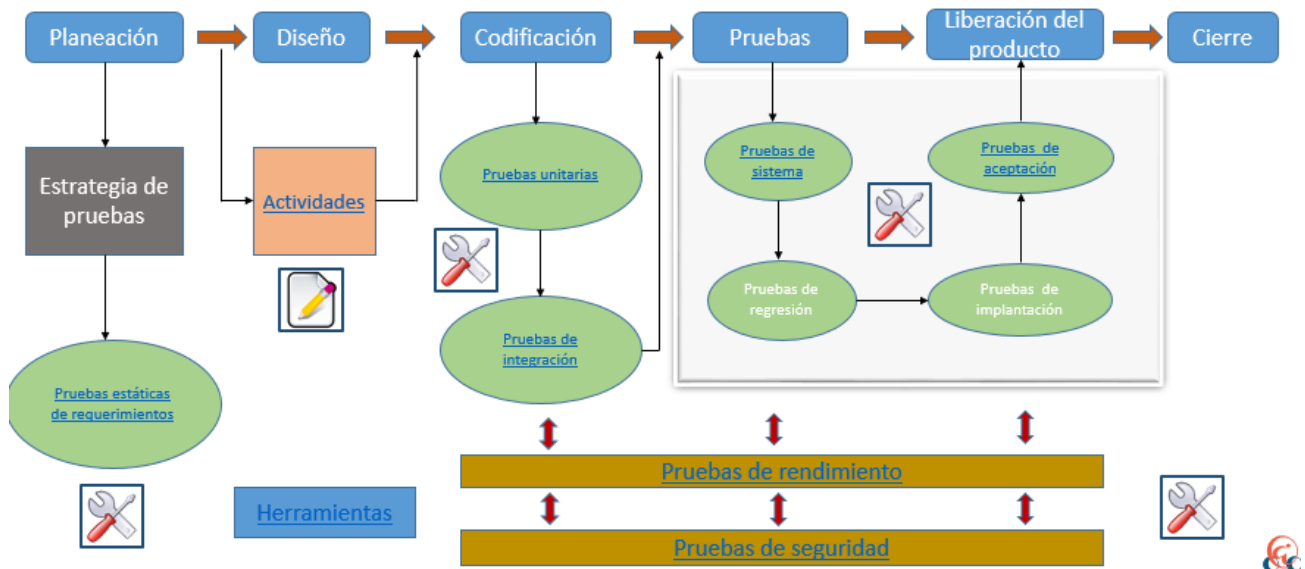 Planeación
Diseño
Codificación
Pruebas
Liberación del
producto
Cierre
Estrategia de
pruebas
Actividades
Pruebas unitarias
Pruebas de
sistema
Pruebas de
aceptación
Pruebas de
regresión
Pruebas de
implantación
Pruebas de
integración
Pruebas estáticas
de requerimientos
Pruebas de rendimiento
Herramientas
Pruebas de seguridad